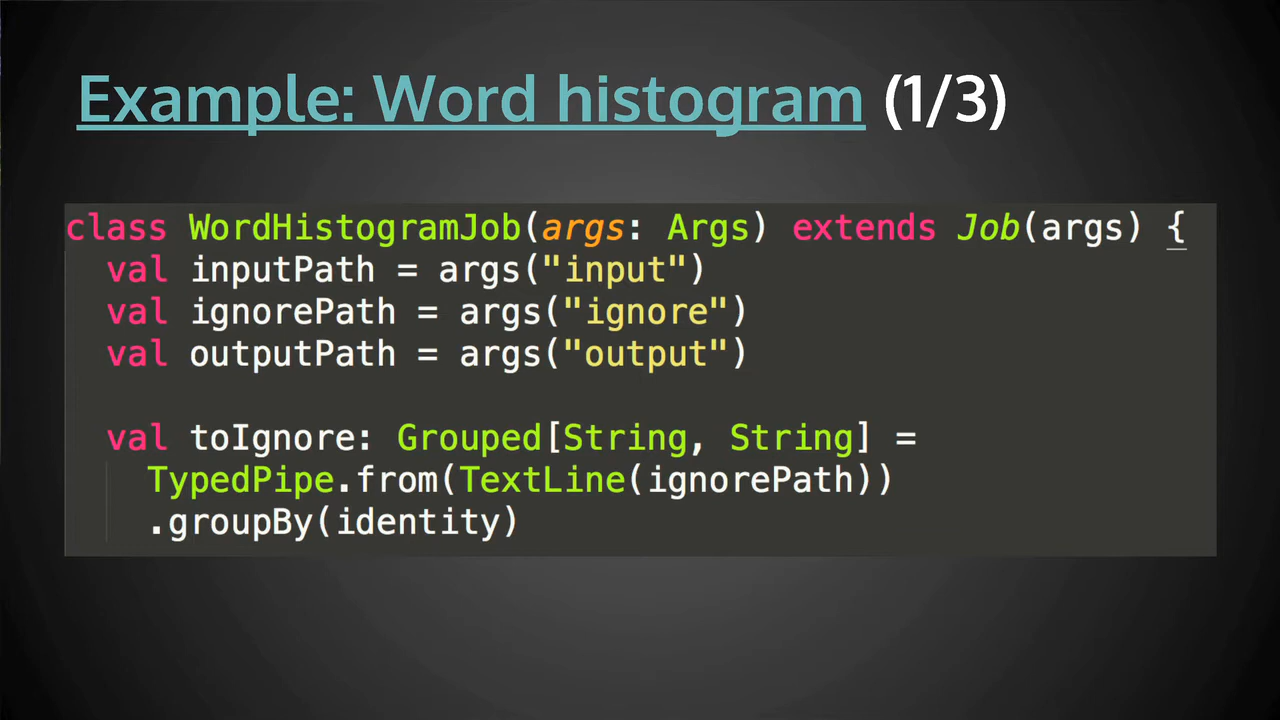 Example: Word histogram (1/3)
class WordHistogramJob(args: Args) extends Job(args) {
  val inputPath = args("input")
  val ignorePath = args("ignore")
  val outputPath = args("output")

  val toIgnore: Grouped[String, String] =
    TypedPipe.from(TextLine(ignorePath))
    .groupBy(identity)